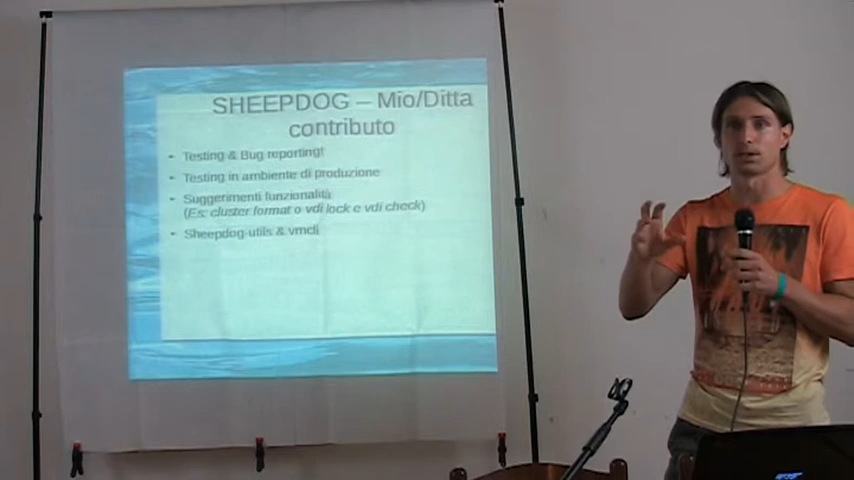 SHEEPDOG – Mio/Ditta
contributo
• Testing & Bug reporting!
• Testing in ambiente di produzione
• Suggerimenti funzionalità
(Es: cluster format o vdi lock e vdi check)
• Sheepdog-utils & vmcli